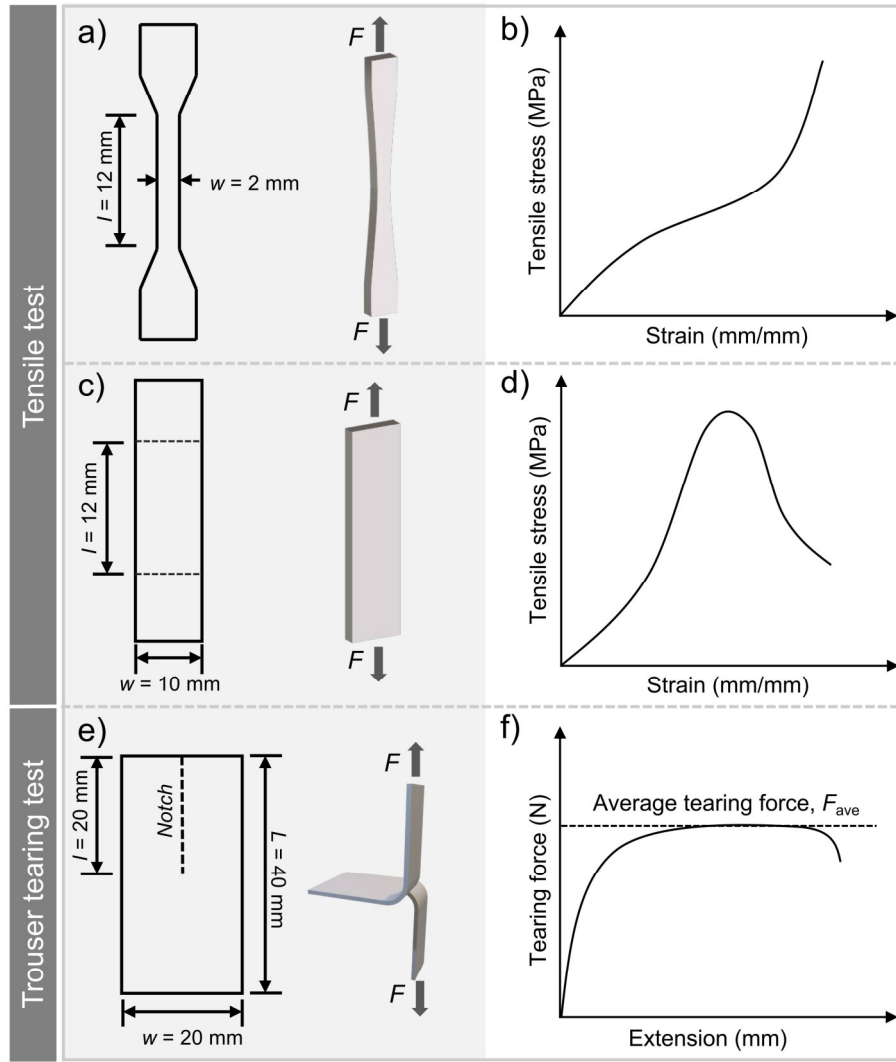 Tensile test
a)
F
l = 12 mm
w = 2 mm
F
b)
Tensile stress (MPa)
Strain (mm/mm)
c)
F
l = 12 mm
w = 10 mm
F
d)
Tensile stress (MPa)
Strain (mm/mm)
Trouser tearing test
e)
F
l = 20 mm
Notch
L = 40 mm
w = 20 mm
F
f)
Tearing force (N)
Average tearing force, Fave
Extension (mm)